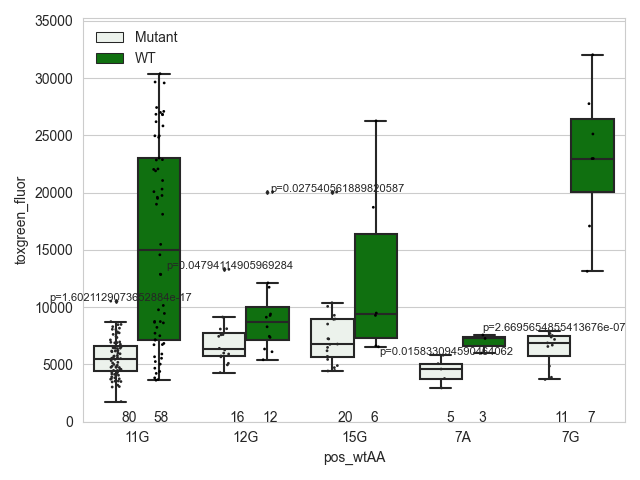 35000
Mutant
WT
30000
25000
20000
p=0.027540561889820587
15000
p=0.04794114905969284
p=1.6021129073652884e-17
10000
p=2.6695654855413676e-07
p=0.015833094590464062
5000
0
80 58 16 12 20 6 5 3 11 7
11G 12G 15G 7A 7G
pos_wtAA
toxgreen_fluor